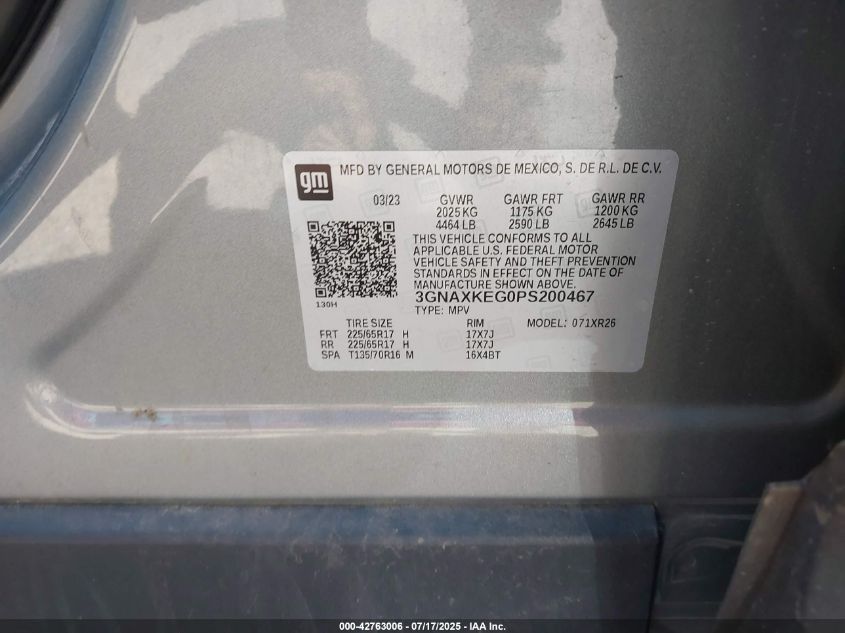 gm
MFD BY GENERAL MOTORS DE MEXICO, S. DE R.L. DE C.V.
03/23 GVWR GAWR FRT GAWR RR
2025 KG 1175 KG 1200 KG
4464 LB 2590 LB 2645 LB
THIS VEHICLE CONFORMS TO ALL
APPLICABLE U.S. FEDERAL MOTOR
VEHICLE SAFETY AND THEFT PREVENTION
STANDARDS IN EFFECT ON THE DATE OF
MANUFACTURE SHOWN ABOVE.
130H 3GNAXKEG0PS200467
TYPE: MPV
TIRE SIZE RIM MODEL: 071XR26
FRT 225/65R17 H 17X7J
RR 225/65R17 H 17X7J
SPA T135/70R16 M 16X4BT
000-42763006 - 07/17/2025 - IAA Inc.